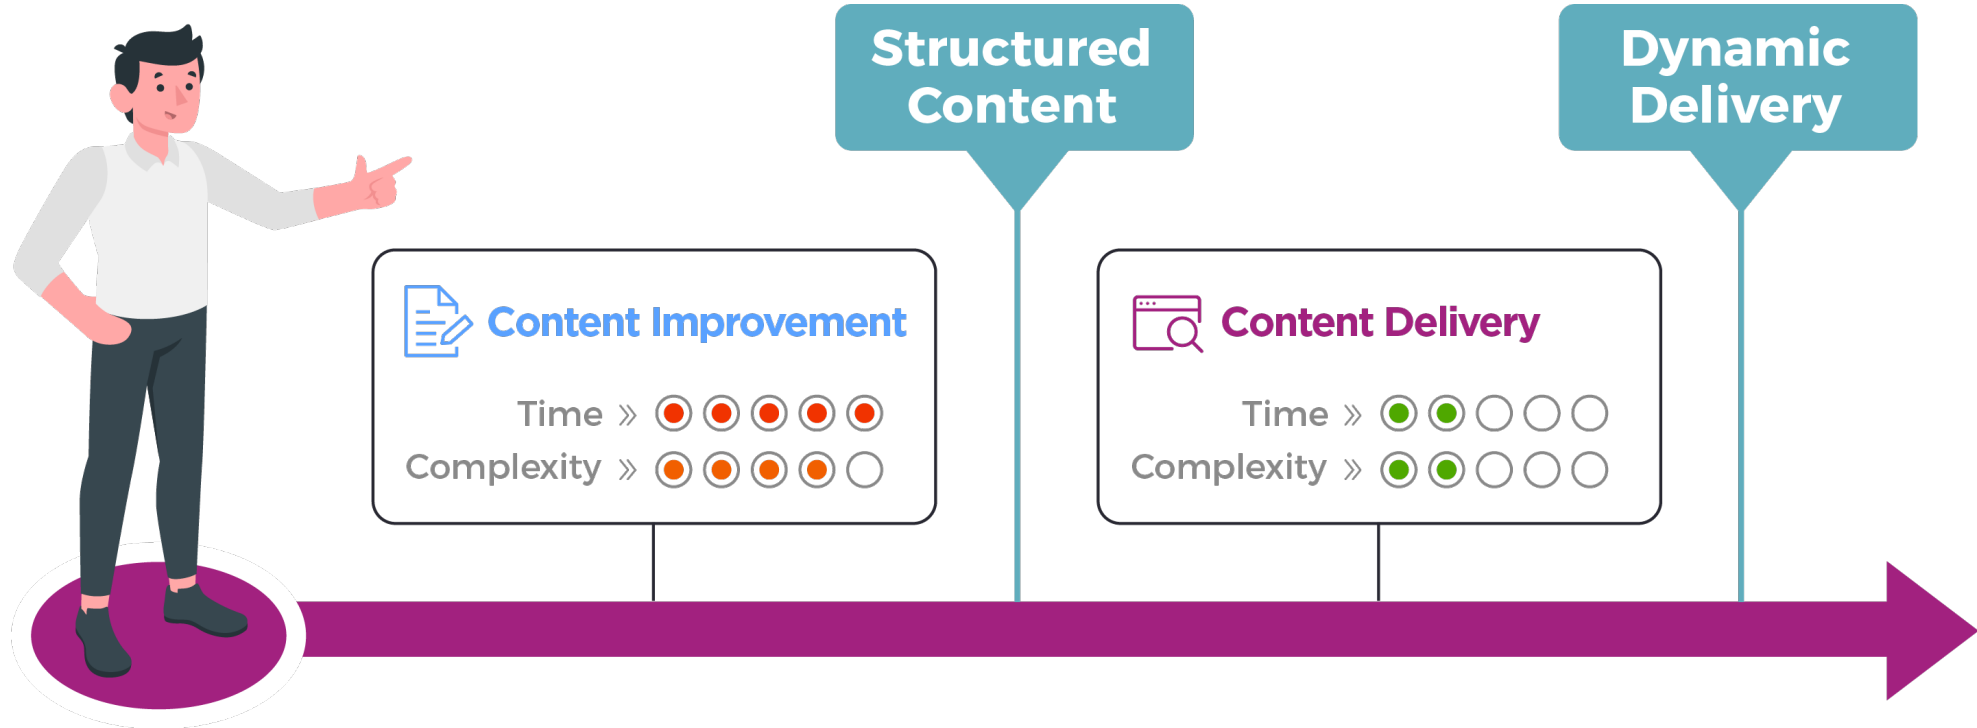 Structured
Content
Dynamic
Delivery
Content Improvement
Time »
Complexity »
Content Delivery
Time »
Complexity »